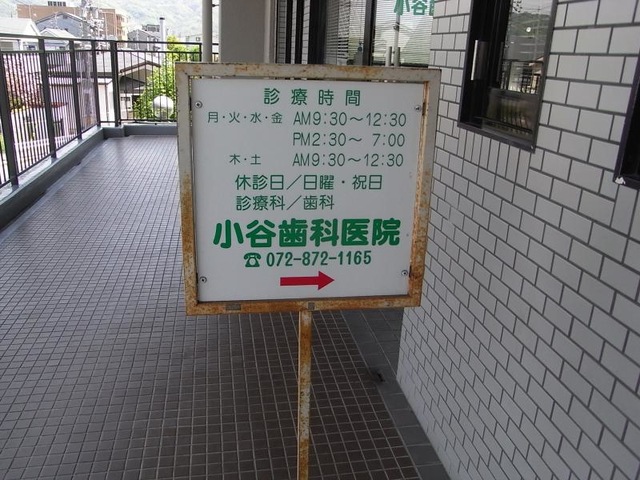 診療時間
月・火・水・金 AM9:30～12:30
PM2:30～ 7:00
木・土 AM9:30～12:30
休診日／日曜・祝日
診療科／歯科
小谷歯科医院
☎072-872-1165